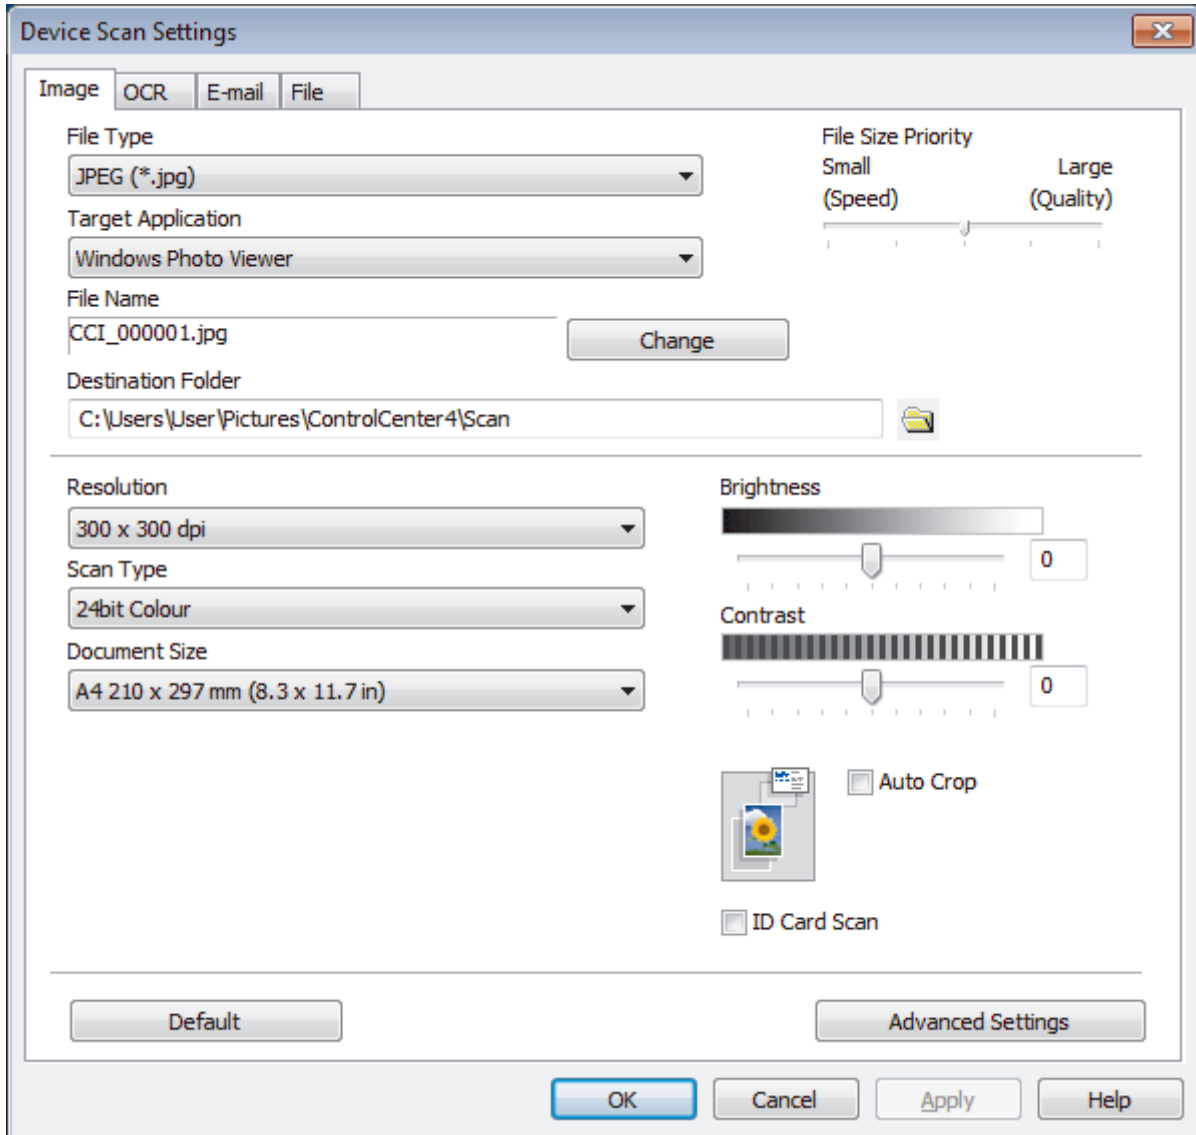 Device Scan Settings
Image OCR E-mail File
File Type
JPEG (*.jpg)
Target Application
Windows Photo Viewer
File Name
CCI_000001.jpg
Change
Destination Folder
C:\Users\User\Pictures\ControlCenter4\Scan
File Size Priority
Small Large
(Speed) (Quality)
Resolution
300 x 300 dpi
Scan Type
24bit Colour
Document Size
A4 210 x 297 mm (8.3 x 11.7 in)
Brightness
0
Contrast
0
Auto Crop
ID Card Scan
Default Advanced Settings
OK Cancel Apply Help